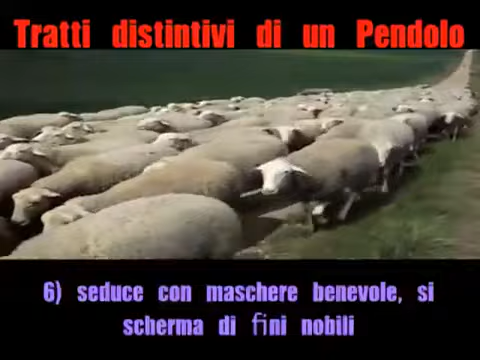 Tratti distintivi di un Pendolo
6) seduce con maschere benevole, si
scherma di fini nobili